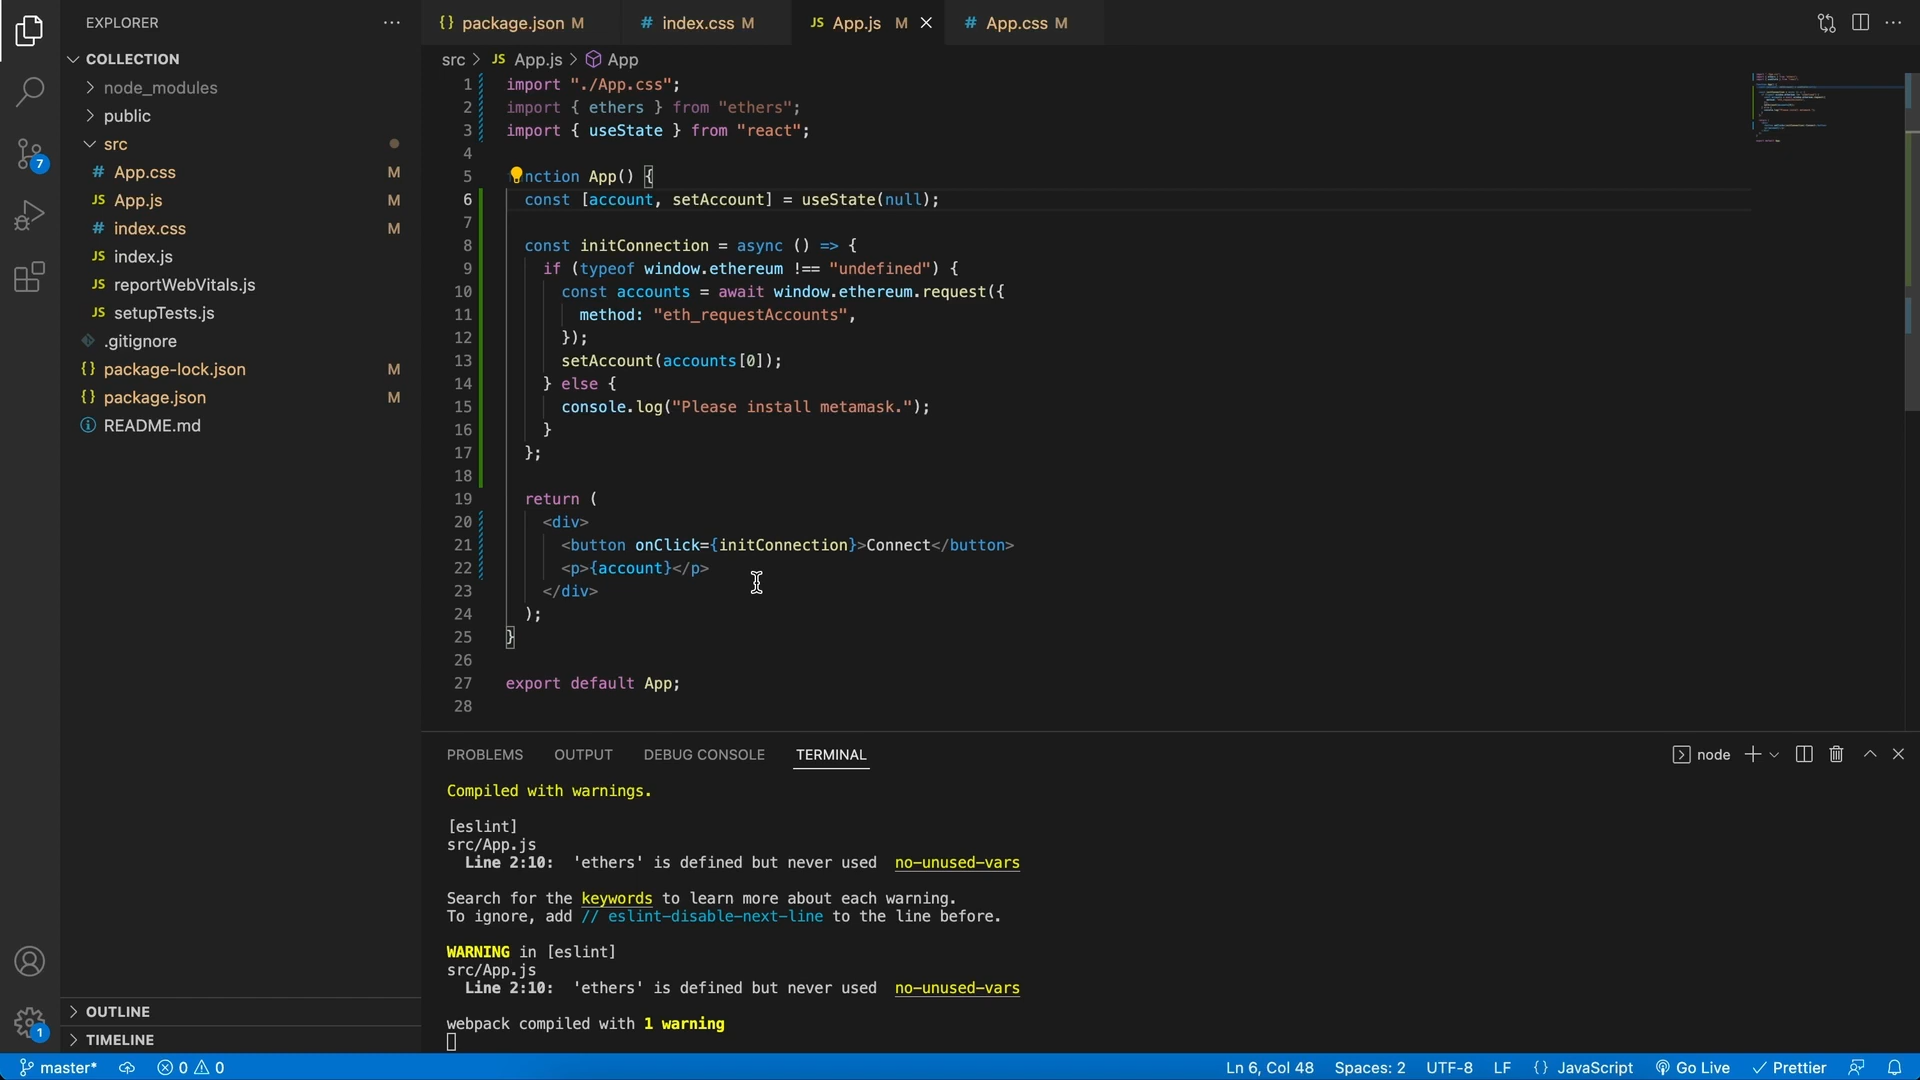 EXPLORER
COLLECTION
node_modules
public
src
# App.css M
JS App.js M
# index.css M
JS index.js
JS reportWebVitals.js
JS setupTests.js
.gitignore
{} package-lock.json M
{} package.json M
README.md
OUTLINE
TIMELINE
7
1
{} package.json M
# index.css M
JS App.js M
# App.css M
src > JS App.js > App
1 import "./App.css";
2 import { ethers } from "ethers";
3 import { useState } from "react";
4
5 nction App() {
6 const [account, setAccount] = useState(null);
7
8 const initConnection = async () => {
9 if (typeof window.ethereum !== "undefined") {
10 const accounts = await window.ethereum.request({
11 method: "eth_requestAccounts",
12 });
13 setAccount(accounts[0]);
14 } else {
15 console.log("Please install metamask.");
16 }
17 };
18
19 return (
20 <div>
21 <button onClick={initConnection}>Connect</button>
22 <p>{account}</p>
23 </div>
24 );
25 }
26
27 export default App;
28
PROBLEMS OUTPUT DEBUG CONSOLE TERMINAL
node
Compiled with warnings.
[eslint]
src/App.js
Line 2:10: 'ethers' is defined but never used no-unused-vars
Search for the keywords to learn more about each warning.
To ignore, add // eslint-disable-next-line to the line before.
WARNING in [eslint]
src/App.js
Line 2:10: 'ethers' is defined but never used no-unused-vars
webpack compiled with 1 warning
master* 0 0 Ln 6, Col 48 Spaces: 2 UTF-8 LF {} JavaScript Go Live Prettier